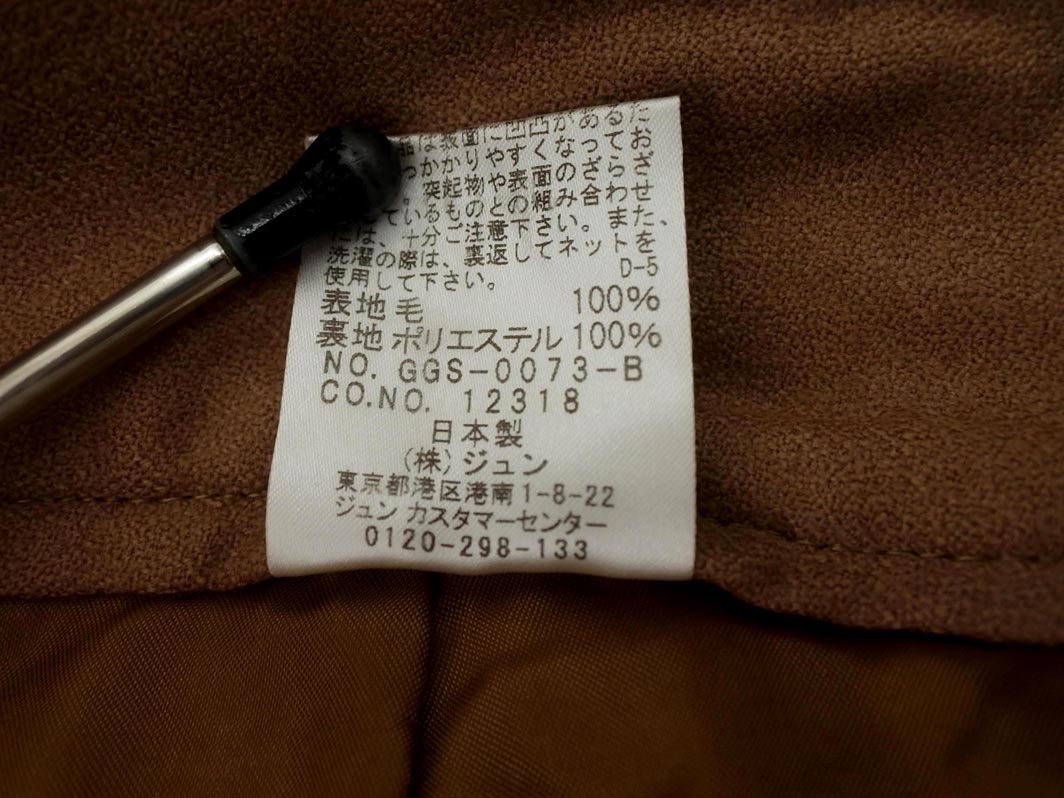 品は表面に凹凸があるた
っかかりやすくなってお
。突起物や表面のざらざ
ているものとの組み合わせ
には、十分ご注意下さい。また、
洗濯の際は、裏返してネットを
使用して下さい。 D-5
表地 毛 100%
裏地 ポリエステル 100%
NO. GGS-0073-B
CO.NO. 12318
日本製
(株)ジュン
東京都港区港南1-8-22
ジュン カスタマーセンター
0120-298-133